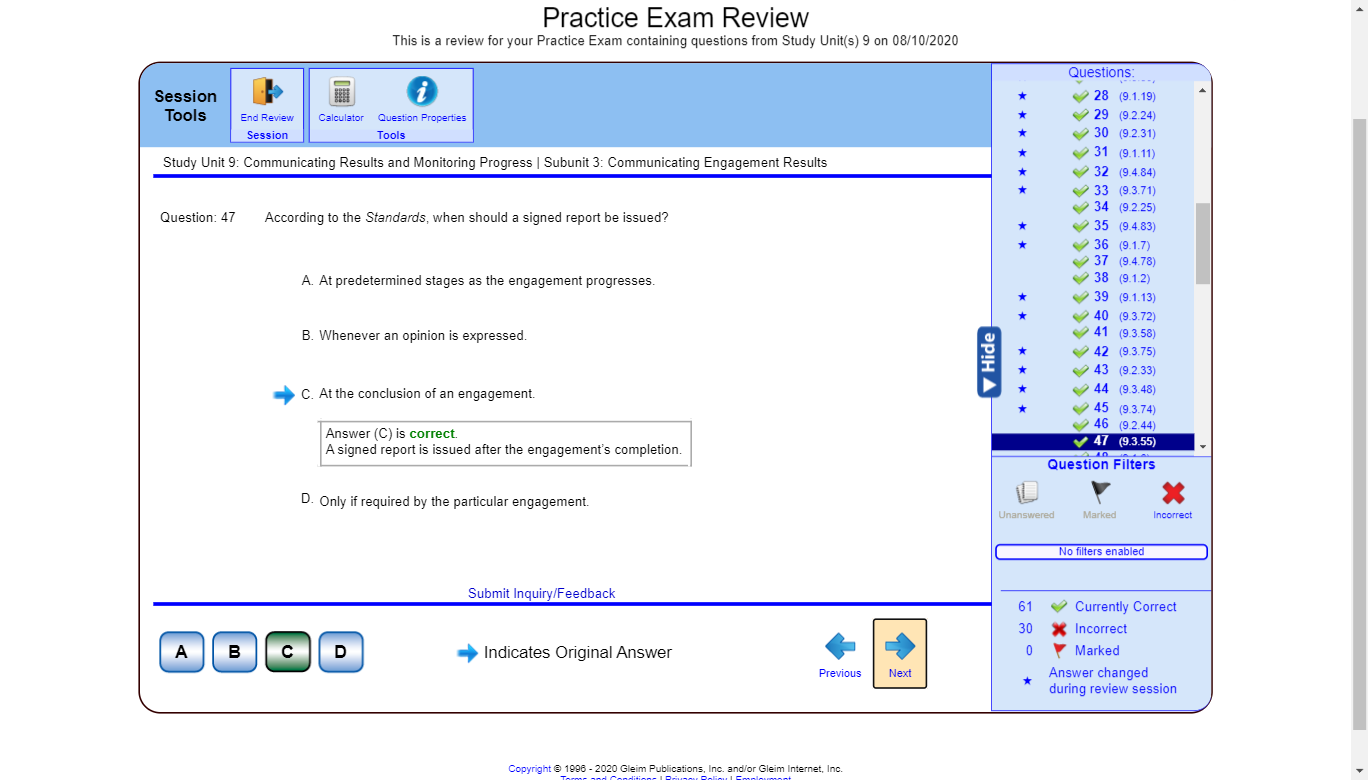 Practice Exam Review
This is a review for your Practice Exam containing questions from Study Unit(s) 9 on 08/10/2020
Session
Tools
End Review
Session
Calculator
Question Properties
Tools
Study Unit 9: Communicating Results and Monitoring Progress | Subunit 3: Communicating Engagement Results
Question: 47
According to the Standards, when should a signed report be issued?
A. At predetermined stages as the engagement progresses.
B. Whenever an opinion is expressed.
C. At the conclusion of an engagement.
Answer (C) is correct.
A signed report is issued after the engagement's completion.
D. Only if required by the particular engagement.
Submit Inquiry/Feedback
A
B
C
D
Indicates Original Answer
Previous
Next
Questions:
28 (9.1.19)
29 (9.2.24)
30 (9.2.31)
31 (9.1.11)
32 (9.4.84)
33 (9.3.71)
34 (9.2.25)
35 (9.4.83)
36 (9.1.7)
37 (9.4.78)
38 (9.1.2)
39 (9.1.13)
40 (9.3.72)
41 (9.3.58)
42 (9.3.75)
43 (9.2.33)
44 (9.3.48)
45 (9.3.74)
46 (9.2.44)
47 (9.3.55)
Hide
Question Filters
Unanswered
Marked
Incorrect
No filters enabled
61 Currently Correct
30 Incorrect
0 Marked
Answer changed
during review session
Copyright © 1996 - 2020 Gleim Publications, Inc. and/or Gleim Internet, Inc.
Terms and Conditions | Privacy Policy | Employment